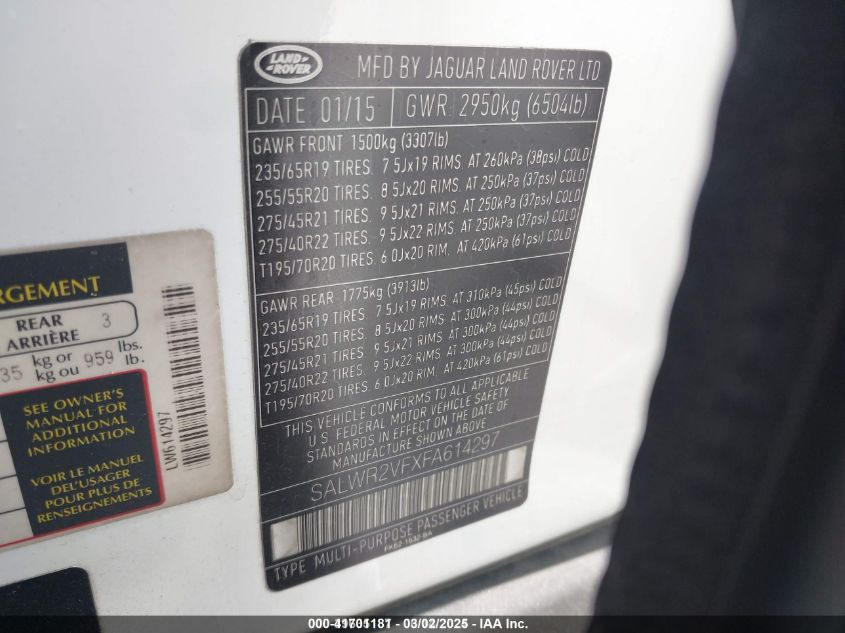 LAND
ROVER
MFD BY JAGUAR LAND ROVER LTD
DATE 01/15 GWR 2950kg (6504lb)
GAWR FRONT 1500kg (3307lb)
235/65R19 TIRES. 7 5Jx19 RIMS. AT 260kPa (38psi) COLD
255/55R20 TIRES. 8 5Jx20 RIMS. AT 250kPa (37psi) COLD
275/45R21 TIRES. 9 5Jx21 RIMS. AT 250kPa (37psi) COLD
275/40R22 TIRES. 9 5Jx22 RIMS. AT 250kPa (37psi) COLD
T195/70R20 TIRES. 6 0Jx20 RIM. AT 420kPa (61psi) COLD
GAWR REAR 1775kg (3913lb)
235/65R19 TIRES 7 5Jx19 RIMS. AT 310kPa (45psi) COLD
255/55R20 TIRES 8 5Jx20 RIMS. AT 300kPa (44psi) COLD
275/45R21 TIRES 9 5Jx21 RIMS. AT 300kPa (44psi) COLD
275/40R22 TIRES 9 5Jx22 RIMS. AT 300kPa (44psi) COLD
T195/70R20 TIRES 6 0Jx20 RIM. AT 420kPa (61psi) COLD
THIS VEHICLE CONFORMS TO ALL APPLICABLE
U.S. FEDERAL MOTOR VEHICLE SAFETY
STANDARDS IN EFFECT ON THE DATE OF
MANUFACTURE SHOWN ABOVE
SALWR2VFXFA614297
TYPE MULTI-PURPOSE PASSENGER VEHICLE
FK62 1532 BA
RGEMENT
REAR 3
ARRIÈRE
35 kg or 959 lbs.
kg ou lb.
SEE OWNER'S
MANUAL FOR
ADDITIONAL
INFORMATION
VOIR LE MANUEL
DEL'USAGER
POUR PLUS DE
RENSEIGNEMENTS
LW614297
000-41701181 - 03/02/2025 - IAA, Inc.